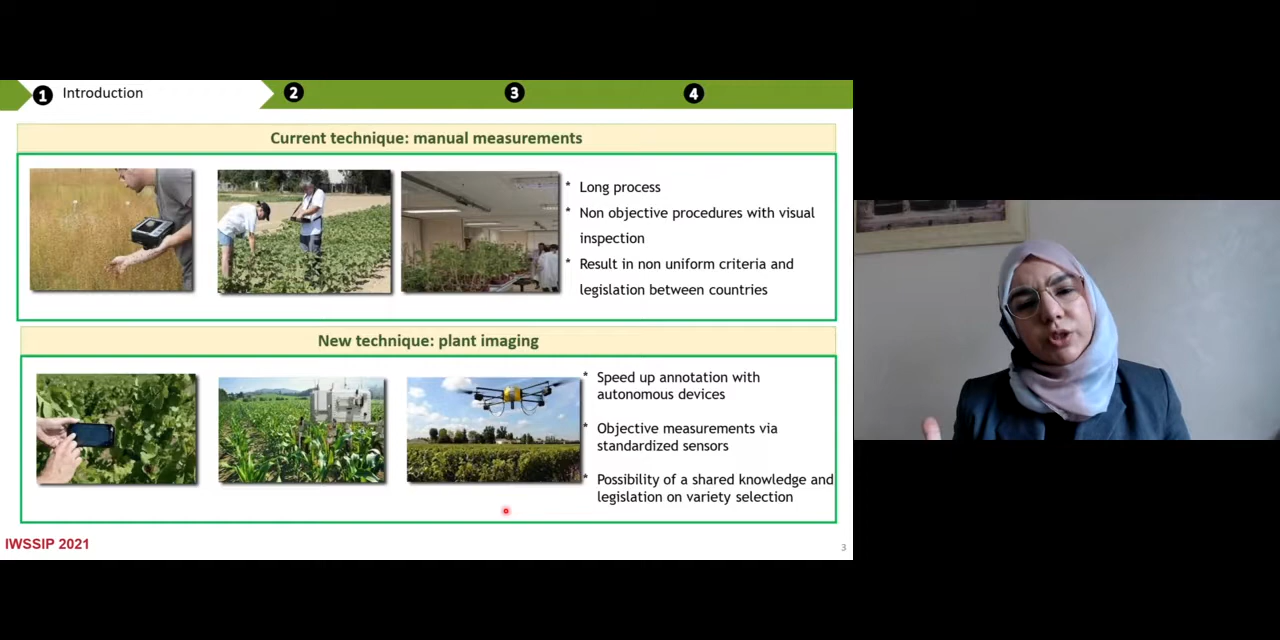 1 Introduction 2 3 4
Current technique: manual measurements
* Long process
* Non objective procedures with visual
inspection
* Result in non uniform criteria and
legislation between countries
New technique: plant imaging
* Speed up annotation with
autonomous devices
* Objective measurements via
standardized sensors
* Possibility of a shared knowledge and
legislation on variety selection
IWSSIP 2021
3